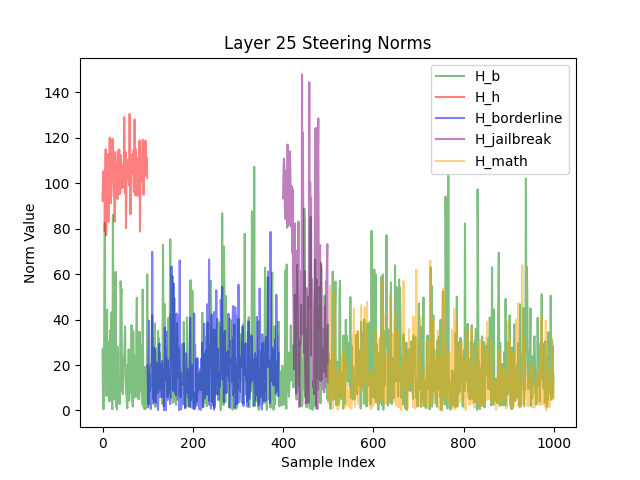 Layer 25 Steering Norms
H_b
H_h
H_borderline
H_jailbreak
H_math
Norm Value
140
120
100
80
60
40
20
0
0 200 400 600 800 1000
Sample Index